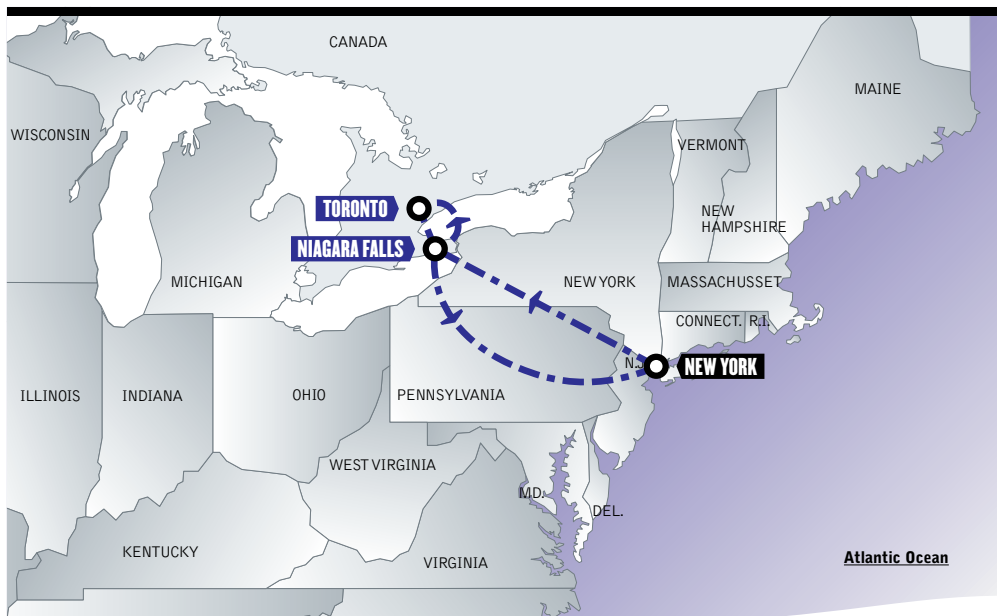 CANADA
MAINE
WISCONSIN
VERMONT
TORONTO
NEW
HAMPSHIRE
NIAGARA FALLS
MICHIGAN
NEW YORK
MASSACHUSSET
CONNECT. R.I.
N.J.
NEW YORK
ILLINOIS
INDIANA
OHIO
PENNSYLVANIA
WEST VIRGINIA
MD.
DEL.
KENTUCKY
VIRGINIA
Atlantic Ocean